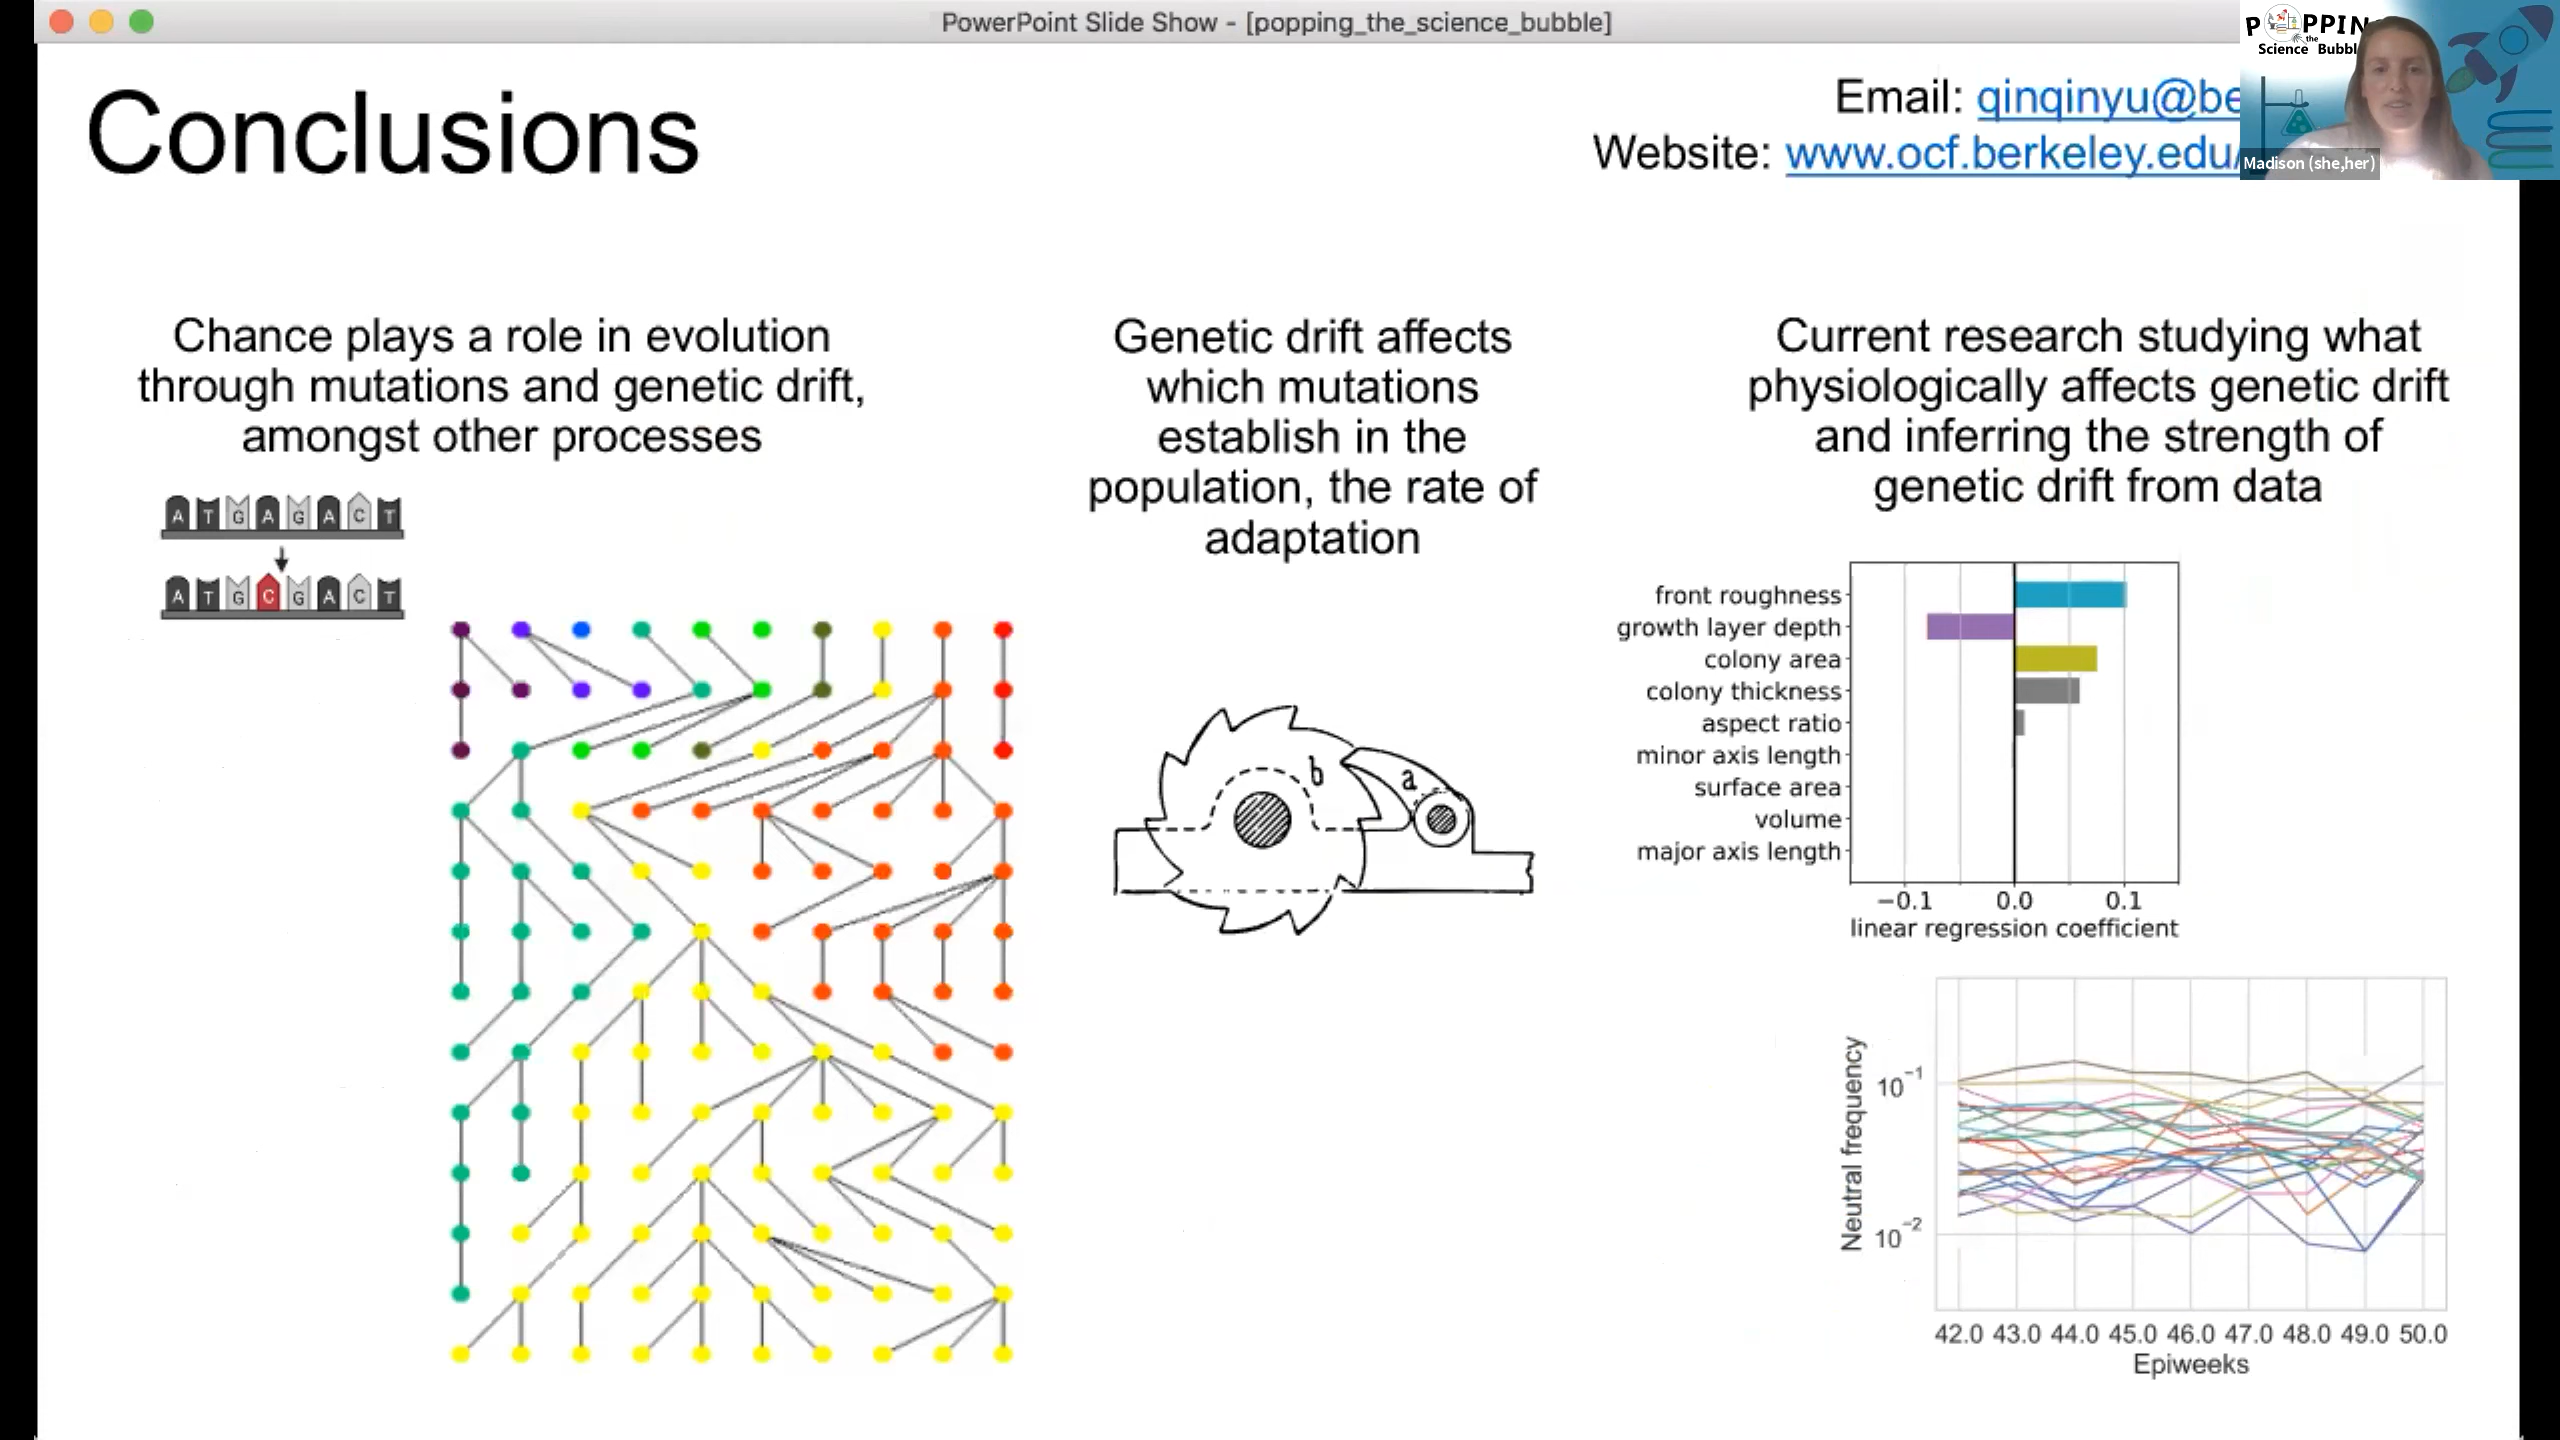 PowerPoint Slide Show - [popping_the_science_bubble]
POPPIN
the
Science Bubbl
Madison (she,her)
Conclusions
Email: qinqinyu@be
Website: www.ocf.berkeley.edu/
Chance plays a role in evolution
through mutations and genetic drift,
amongst other processes
A T G A G A C T
A T G C G A C T
Genetic drift affects
which mutations
establish in the
population, the rate of
adaptation
b
a
Current research studying what
physiologically affects genetic drift
and inferring the strength of
genetic drift from data
front roughness
growth layer depth
colony area
colony thickness
aspect ratio
minor axis length
surface area
volume
major axis length
−0.1 0.0 0.1
linear regression coefficient
Neutral frequency
10⁻¹
10⁻²
42.0 43.0 44.0 45.0 46.0 47.0 48.0 49.0 50.0
Epiweeks